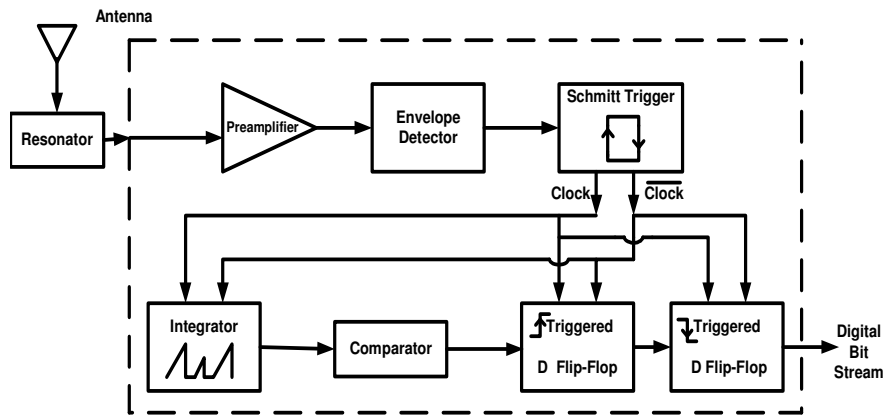 Antenna
Resonator
Preamplifier
Envelope
Detector
Schmitt Trigger
Clock
Clock
Integrator
Comparator
Triggered
D Flip-Flop
Triggered
D Flip-Flop
Digital
Bit
Stream